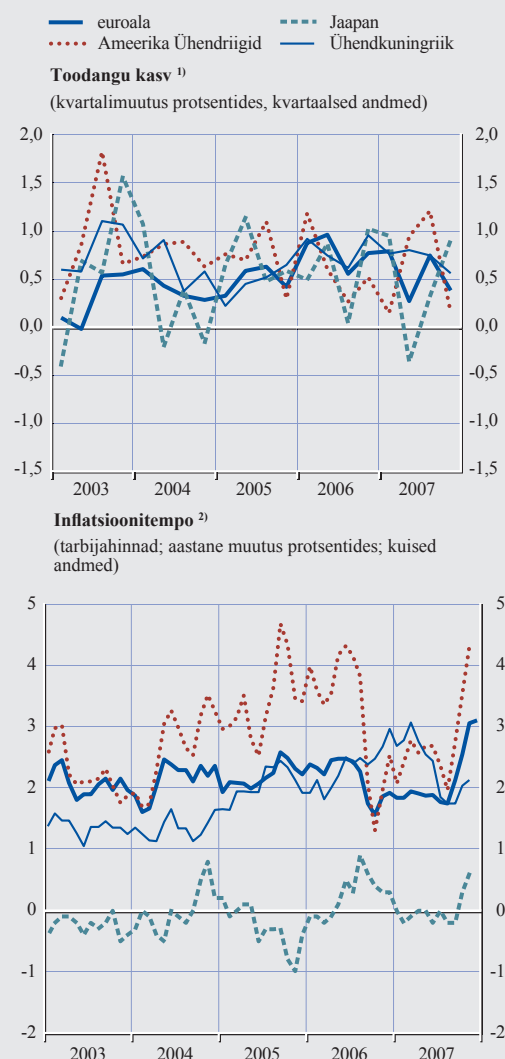 euroala
Jaapan
Ameerika Ühendriigid
Ühendkuningriik
Toodangu kasv 1)
(kvartalimuutus protsentides, kvartaalsed andmed)
2,0 2,0
1,5 1,5
1,0 1,0
0,5 0,5
0,0 0,0
-0,5 -0,5
-1,0 -1,0
-1,5 -1,5
2003 2004 2005 2006 2007
Inflatsioonitempo 2)
(tarbijahinnad; aastane muutus protsentides; kuised
andmed)
5 5
4 4
3 3
2 2
1 1
0 0
-1 -1
-2 -2
2003 2004 2005 2006 2007